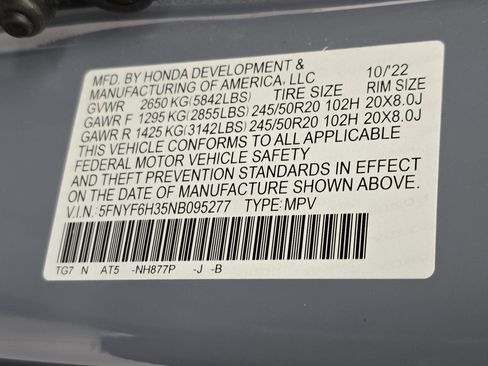 MFD. BY HONDA DEVELOPMENT &
MANUFACTURING OF AMERICA, LLC 10/'22
GVWR 2650 KG(5842LBS) TIRE SIZE RIM SIZE
GAWR F 1295 KG(2855LBS) 245/50R20 102H 20X8.0J
GAWR R 1425 KG(3142LBS) 245/50R20 102H 20X8.0J
THIS VEHICLE CONFORMS TO ALL APPLICABLE
FEDERAL MOTOR VEHICLE SAFETY
AND THEFT PREVENTION STANDARDS IN EFFECT
ON THE DATE OF MANUFACTURE SHOWN ABOVE.
V.I.N.: 5FNYF6H35NB095277 TYPE: MPV
TG7 N AT5 -NH877P -J -B